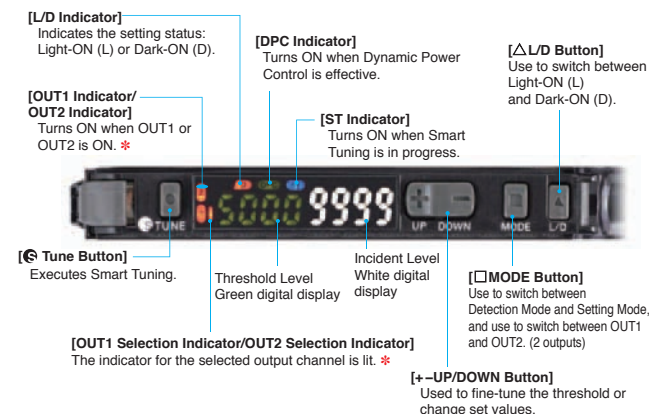 [L/D Indicator]
Indicates the setting status:
Light-ON (L) or Dark-ON (D).
[DPC Indicator]
Turns ON when Dynamic Power
Control is effective.
[△L/D Button]
Use to switch between
Light-ON (L)
and Dark-ON (D).
[OUT1 Indicator/
OUT2 Indicator]
Turns ON when OUT1 or
OUT2 is ON. *
[ST Indicator]
Turns ON when Smart
Tuning is in progress.
5000 9999
TUNE
UP DOWN
MODE
L/D
[Tune Button]
Executes Smart Tuning.
Threshold Level
Green digital display
Incident Level
White digital
display
[□MODE Button]
Use to switch between
Detection Mode and Setting Mode,
and use to switch between OUT1
and OUT2. (2 outputs)
[OUT1 Selection Indicator/OUT2 Selection Indicator]
The indicator for the selected output channel is lit. *
[+−UP/DOWN Button]
Used to fine-tune the threshold or
change set values.